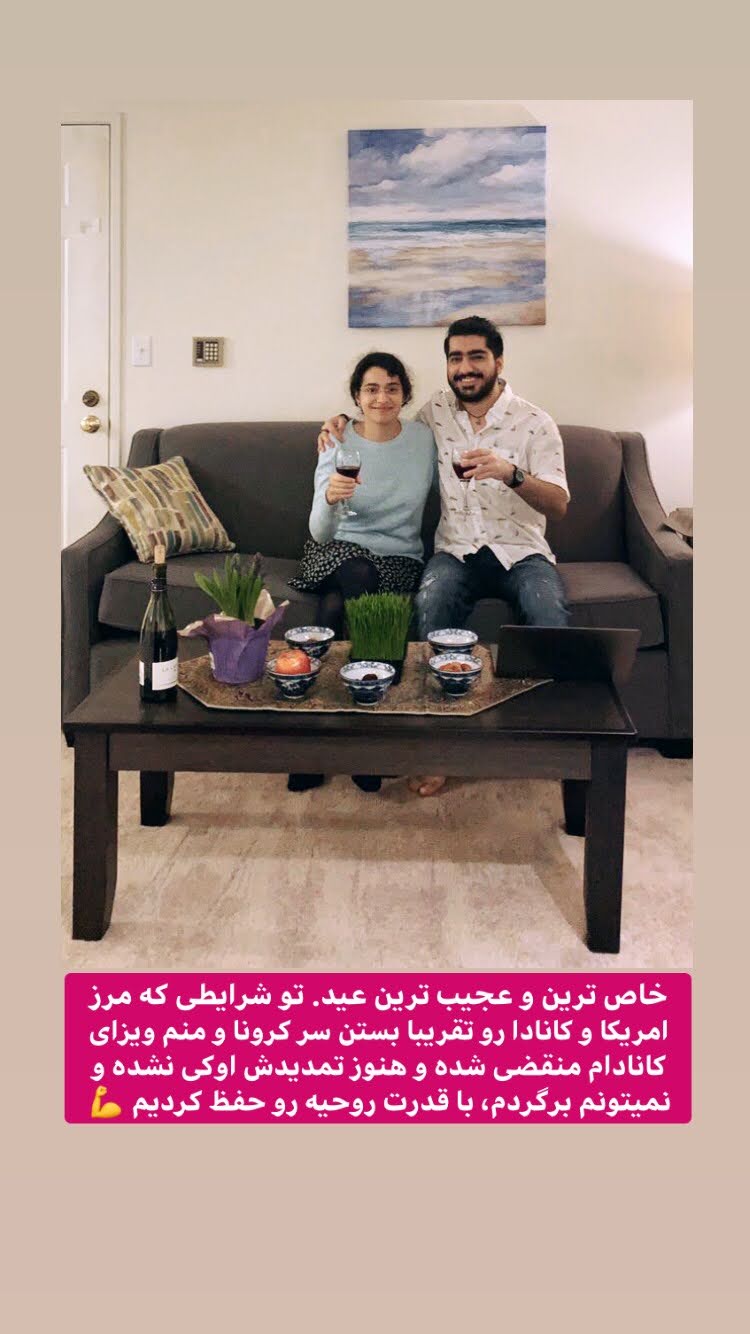 خاص ترین و عجیب ترین عید. تو شرایطی که مرز
امریکا و کانادا رو تقریبا بستن سر کرونا و منم ویزای
کانادام منقضی شده و هنوز تمدیدش اوکی نشده و
نمیتونم برگردم، با قدرت روحیه رو حفظ کردیم 💪